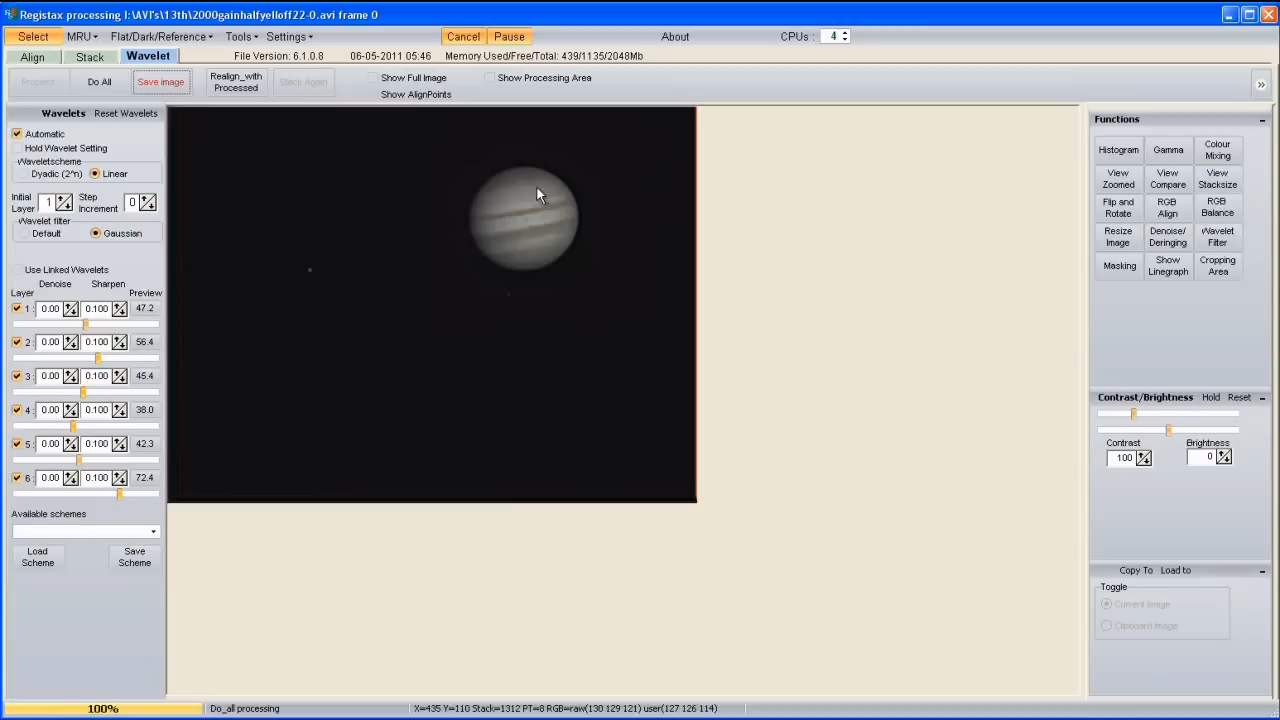 Registax processing I:\AVI's\13th\2000gainhalfyelloff22-0.avi frame 0
Select MRU Flat/Dark/Reference Tools Settings Cancel Pause About CPUs: 4
Align Stack Wavelet File Version: 6.1.0.8 06-05-2011 05:46 Memory Used/Free/Total: 439/1135/2048Mb
Process Do All Save image Realign_with Processed Stack Again Show Full Image Show Processing Area
Show AlignPoints
Wavelets Reset Wavelets
Automatic
Hold Wavelet Setting
Waveletscheme
Dyadic (2^n) Linear
Initial Layer 1 Step Increment 0
Wavelet filter
Default Gaussian
Use Linked Wavelets
Denoise Sharpen
Layer Preview
1: 0.00 0.100 47.2
2: 0.00 0.100 56.4
3: 0.00 0.100 45.4
4: 0.00 0.100 38.0
5: 0.00 0.100 42.3
6: 0.00 0.100 72.4
Available schemes
Load Scheme Save Scheme
Functions
Histogram Gamma Colour Mixing
View Zoomed View Compare View Stacksize
Flip and Rotate RGB Align RGB Balance
Resize Image Denoise/ Deringing Wavelet Filter
Masking Show Linegraph Cropping Area
Contrast/Brightness Hold Reset
Contrast Brightness
100 0
Copy To Load to
Toggle
Current Image
Clipboard Image
100% Do_all processing X=435 Y=110 Stack=1312 PT=8 RGB=raw(130 129 121) user(127 126 114)